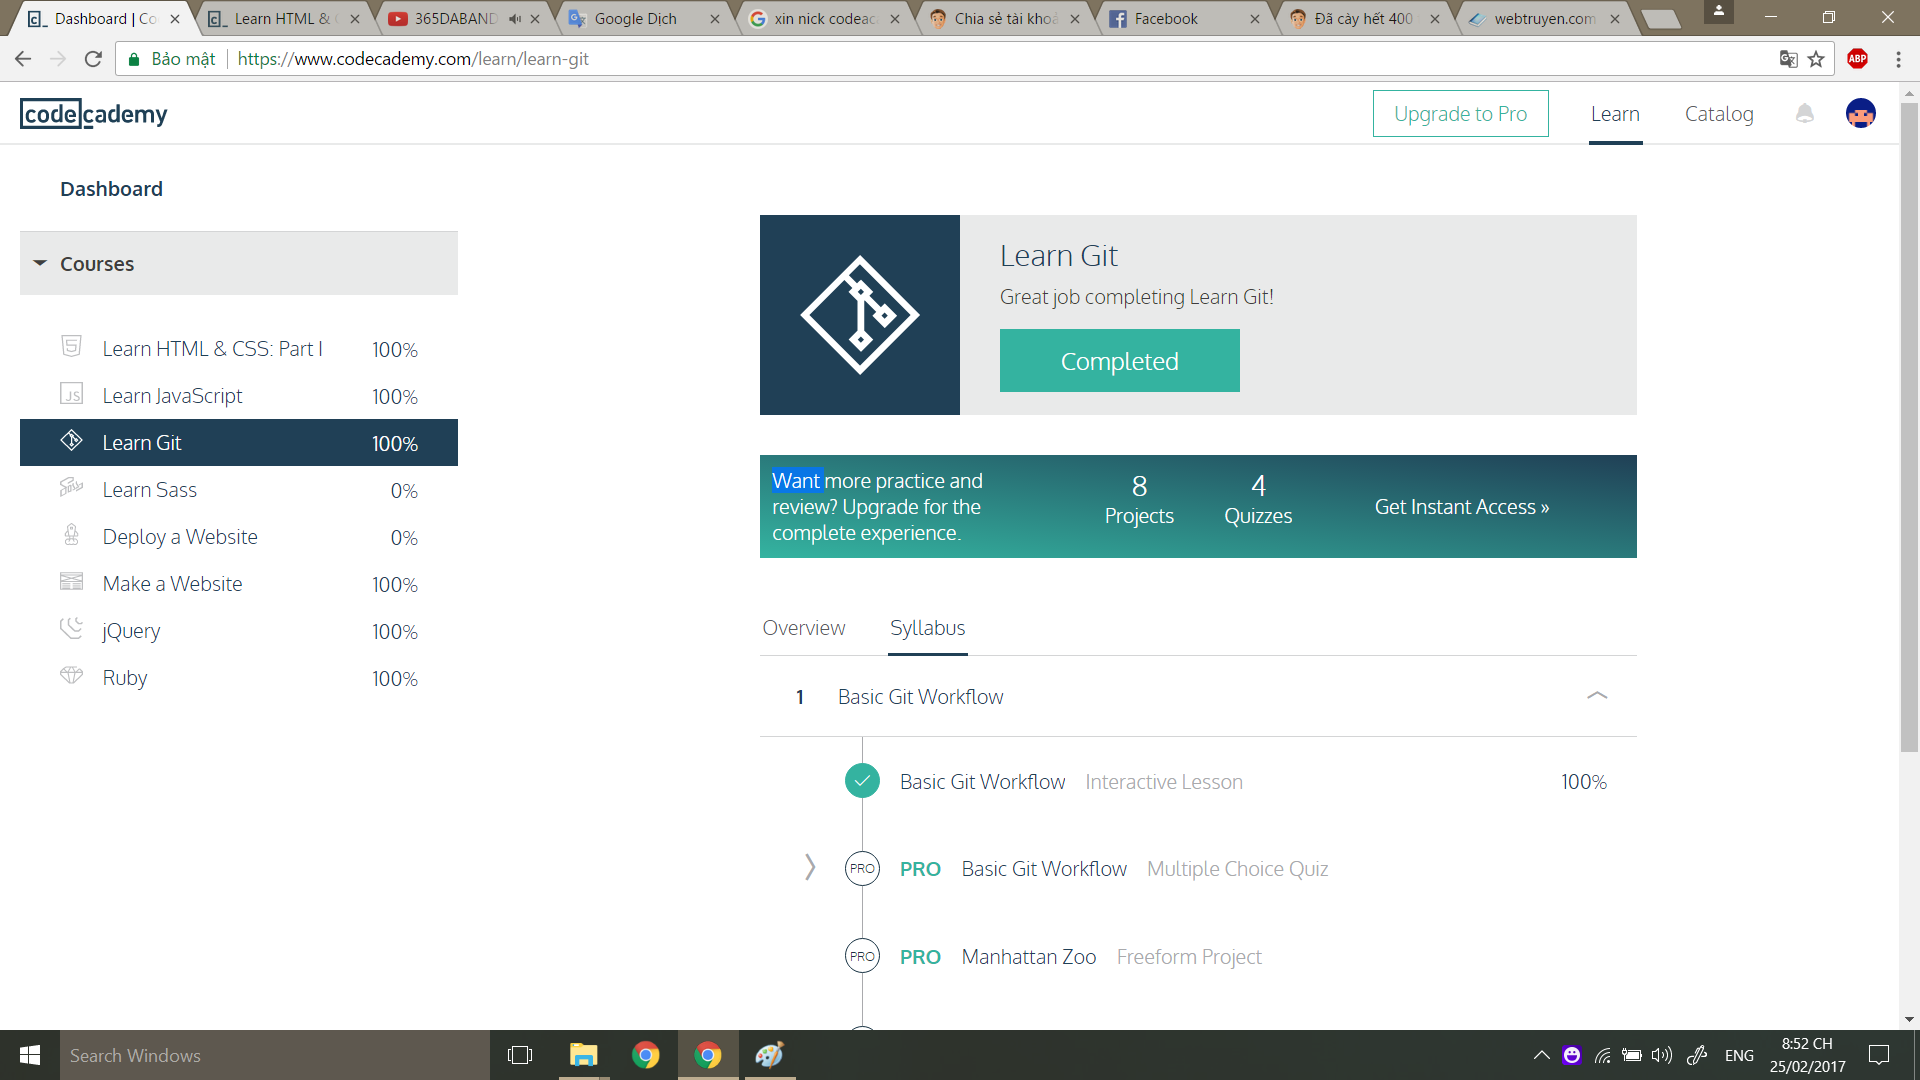 Dashboard | Co
Learn HTML & C
365DABAND
Google Dịch
xin nick codeaca
Chia sẻ tài khoả
Facebook
Đã cày hết 400
webtruyen.com
Bảo mật
https://www.codecademy.com/learn/learn-git
ABP
codecademy
Upgrade to Pro
Learn
Catalog
Dashboard
Courses
Learn HTML & CSS: Part I 100%
JS Learn JavaScript 100%
Learn Git 100%
Learn Sass 0%
Deploy a Website 0%
Make a Website 100%
jQuery 100%
Ruby 100%
Learn Git
Great job completing Learn Git!
Completed
Want more practice and
review? Upgrade for the
complete experience.
8
Projects
4
Quizzes
Get Instant Access »
Overview
Syllabus
1 Basic Git Workflow
Basic Git Workflow Interactive Lesson 100%
PRO PRO Basic Git Workflow Multiple Choice Quiz
PRO PRO Manhattan Zoo Freeform Project
Search Windows
ENG
8:52 CH
25/02/2017